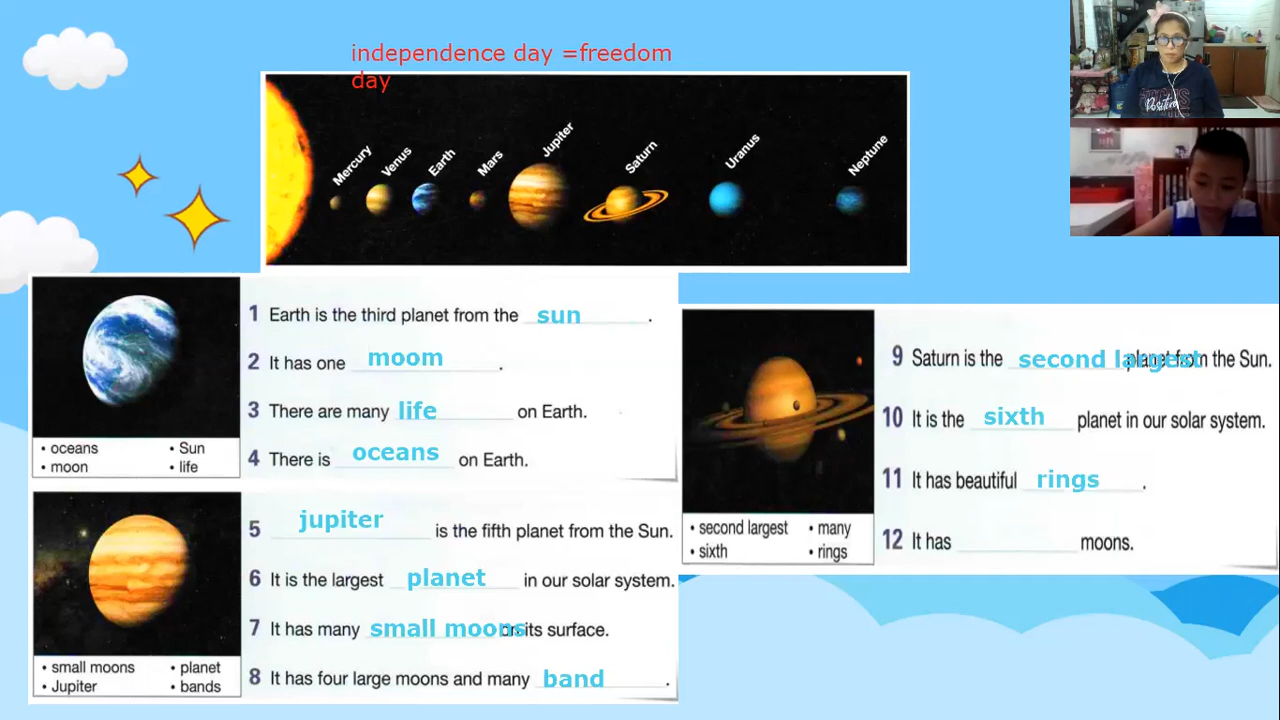 independence day =freedom
day
Mercury
Venus
Earth
Mars
Jupiter
Saturn
Uranus
Neptune
1 Earth is the third planet from the sun.
2 It has one moom.
3 There are many life on Earth.
4 There is oceans on Earth.
• oceans • Sun
• moon • life
5 jupiter is the fifth planet from the Sun.
6 It is the largest planet in our solar system.
7 It has many small moons on its surface.
8 It has four large moons and many band.
• small moons • planet
• Jupiter • bands
9 Saturn is the second largest planet from the Sun.
10 It is the sixth planet in our solar system.
11 It has beautiful rings.
12 It has moons.
• second largest • many
• sixth • rings
Positive